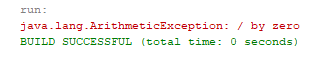 run:
java.lang.ArithmeticException: / by zero
BUILD SUCCESSFUL (total time: 0 seconds)